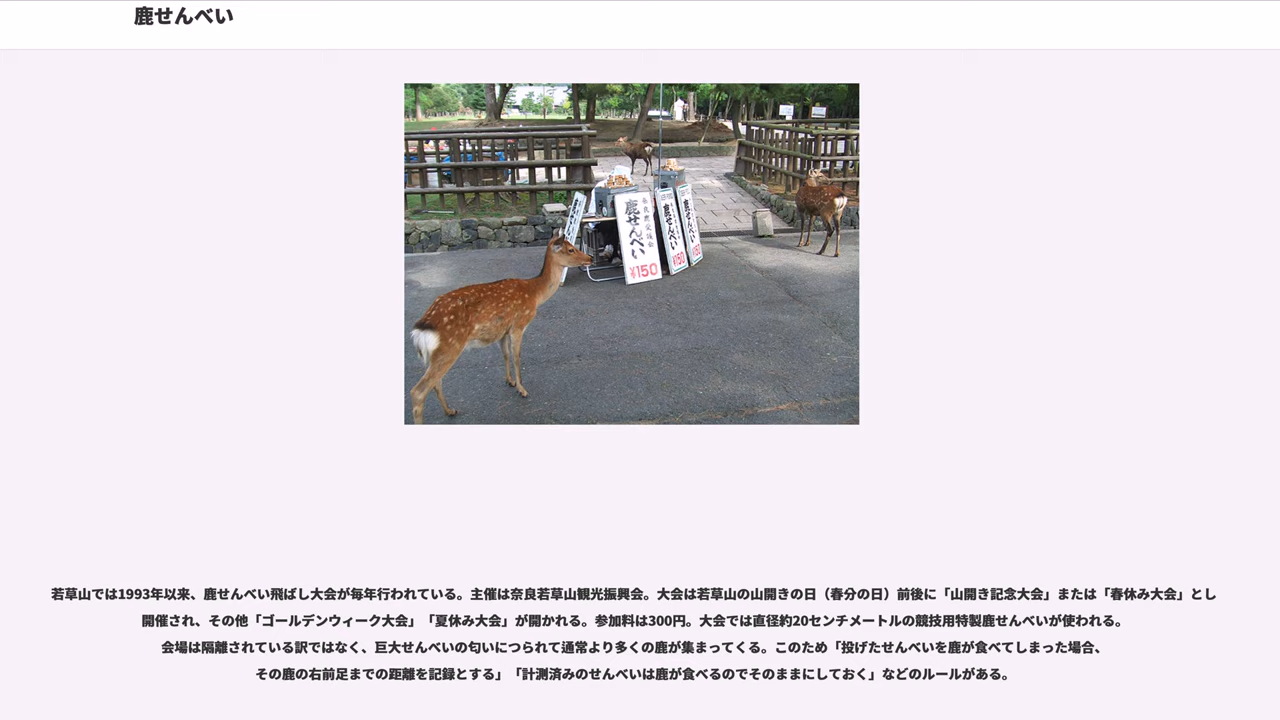 鹿せんべい
鹿せんべい
¥150
鹿せんべい
¥150
鹿せんべい
¥150
若草山では1993年以来、鹿せんべい飛ばし大会が毎年行われている。主催は奈良若草山観光振興会。大会は若草山の山開きの日（春分の日）前後に「山開き記念大会」または「春休み大会」とし
開催され、その他「ゴールデンウィーク大会」「夏休み大会」が開かれる。参加料は300円。大会では直径約20センチメートルの競技用特製鹿せんべいが使われる。
会場は隔離されている訳ではなく、巨大せんべいの匂いにつられて通常より多くの鹿が集まってくる。このため「投げたせんべいを鹿が食べてしまった場合、
その鹿の右前足までの距離を記録とする」「計測済みのせんべいは鹿が食べるのでそのままにしておく」などのルールがある。